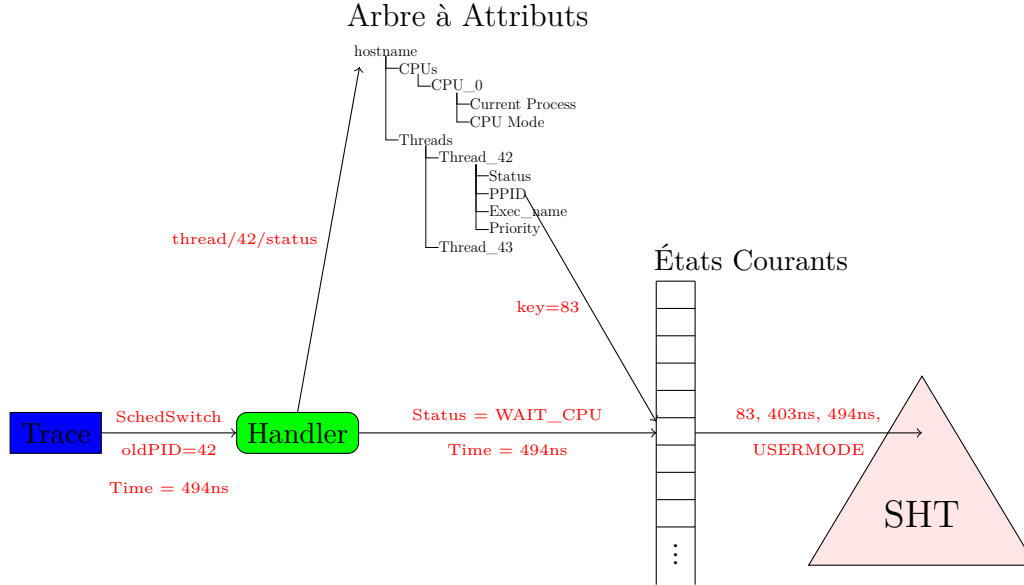 Arbre à Attributs
hostname
CPUs
CPU_0
Current Process
CPU Mode
Threads
Thread_42
Status
PPID
Exec_name
Priority
Thread_43
thread/42/status
États Courants
key=83
Trace
SchedSwitch
oldPID=42
Time = 494ns
Handler
Status = WAIT_CPU
Time = 494ns
83, 403ns, 494ns,
USERMODE
SHT
⋮